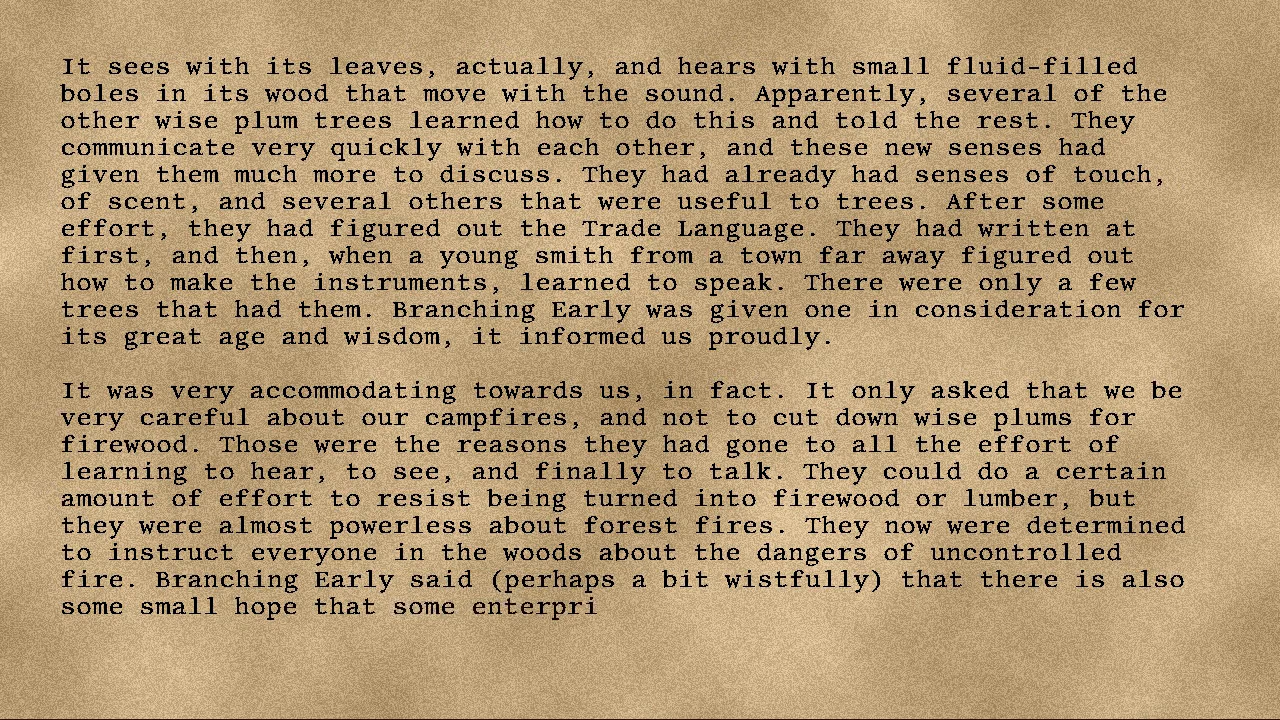 It sees with its leaves, actually, and hears with small fluid-filled
boles in its wood that move with the sound. Apparently, several of the
other wise plum trees learned how to do this and told the rest. They
communicate very quickly with each other, and these new senses had
given them much more to discuss. They had already had senses of touch,
of scent, and several others that were useful to trees. After some
effort, they had figured out the Trade Language. They had written at
first, and then, when a young smith from a town far away figured out
how to make the instruments, learned to speak. There were only a few
trees that had them. Branching Early was given one in consideration for
its great age and wisdom, it informed us proudly.

It was very accommodating towards us, in fact. It only asked that we be
very careful about our campfires, and not to cut down wise plums for
firewood. Those were the reasons they had gone to all the effort of
learning to hear, to see, and finally to talk. They could do a certain
amount of effort to resist being turned into firewood or lumber, but
they were almost powerless about forest fires. They now were determined
to instruct everyone in the woods about the dangers of uncontrolled
fire. Branching Early said (perhaps a bit wistfully) that there is also
some small hope that some enterpri